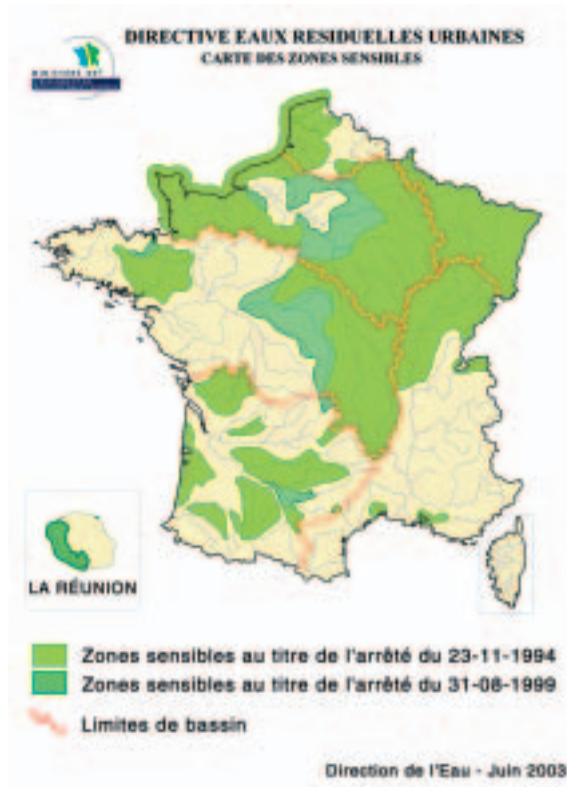 DIRECTIVE EAUX RESIDUELLES URBAINES
CARTE DES ZONES SENSIBLES
LA RÉUNION
Zones sensibles au titre de l'arrêté du 23-11-1994
Zones sensibles au titre de l'arrêté du 31-08-1999
Limites de bassin
Direction de l'Eau - Juin 2003